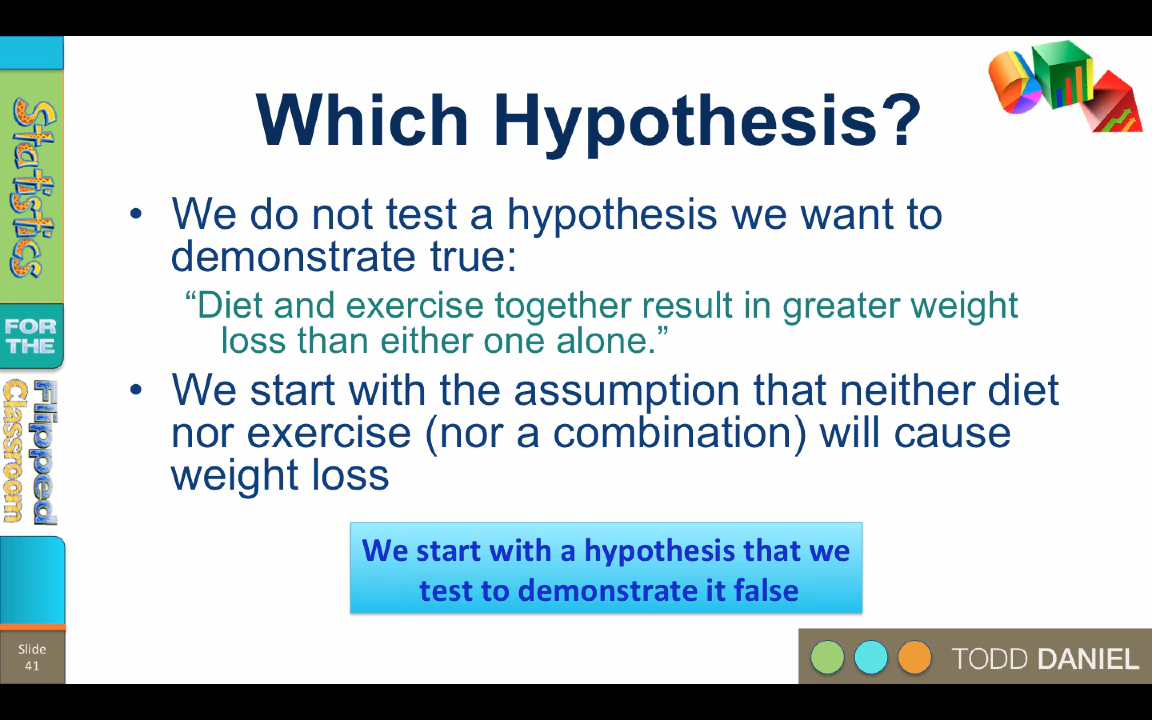 Which Hypothesis?
• We do not test a hypothesis we want to
demonstrate true:
“Diet and exercise together result in greater weight
loss than either one alone.”
• We start with the assumption that neither diet
nor exercise (nor a combination) will cause
weight loss
We start with a hypothesis that we
test to demonstrate it false
Statistics
FOR
THE
Flipped
Classroom
Slide
41
TODD DANIEL